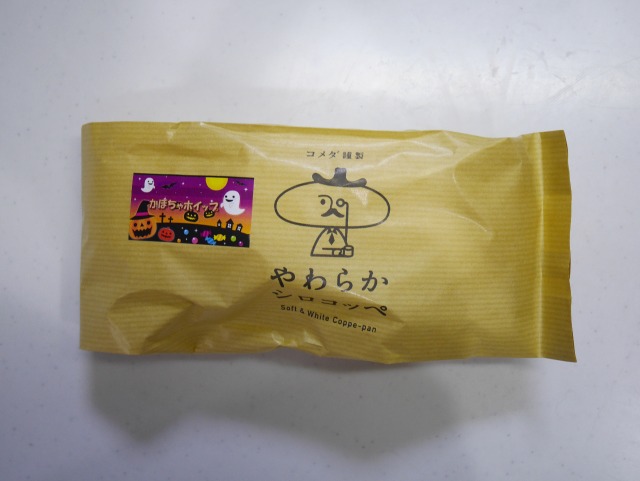 コメダ謹製
かぼちゃホイップ
やわらか
シロコッペ
Soft & White Coppe-pan